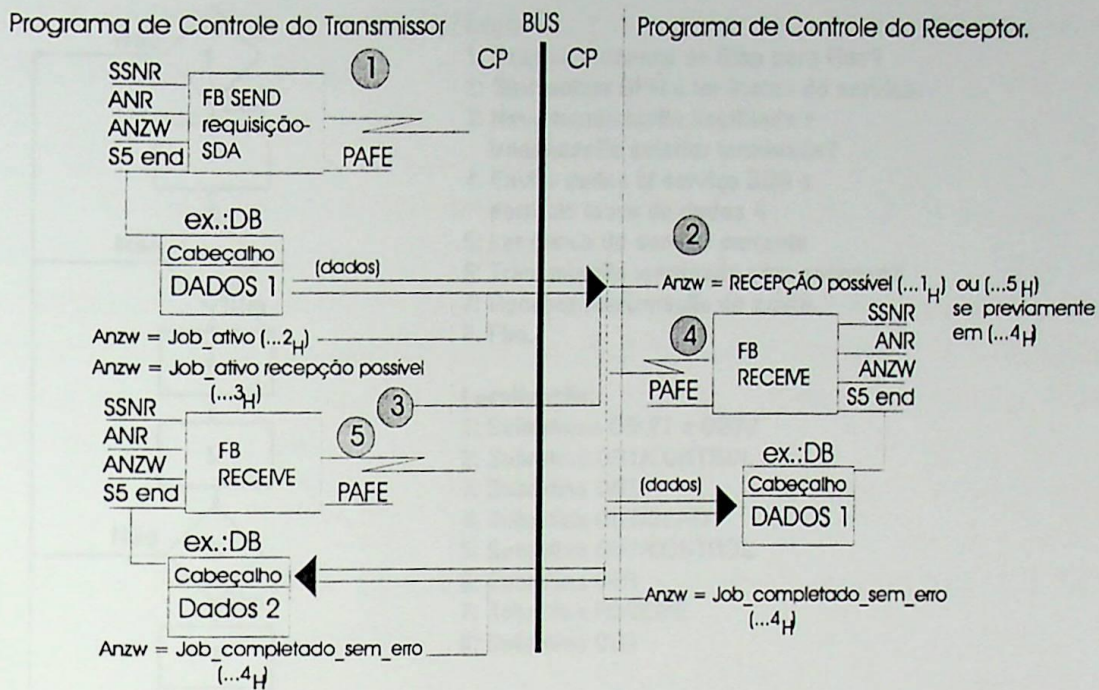 Programa de Controle do Transmissor
BUS
Programa de Controle do Receptor.
CP
CP
SSNR
ANR
ANZW
S5 end
FB SEND
requisição-
SDA
1
PAFE
ex.:DB
Cabeçalho
DADOS 1
(dados)
2
Anzw = RECEPÇÃO possível (...1H) ou (...5H)
se previamente
em (...4H)
Anzw = Job_ativo (...2H)
Anzw = Job_ativo recepção possível
(...3H)
4
PAFE
FB
RECEIVE
SSNR
ANR
ANZW
S5 end
SSNR
ANR
ANZW
S5 end
FB
RECEIVE
3
5
PAFE
ex.:DB
Cabeçalho
DADOS 1
(dados)
ex.:DB
Cabeçalho
Dados 2
Anzw = Job_completado_sem_erro
(...4H)
Anzw = Job_completado_sem_erro
(...4H)